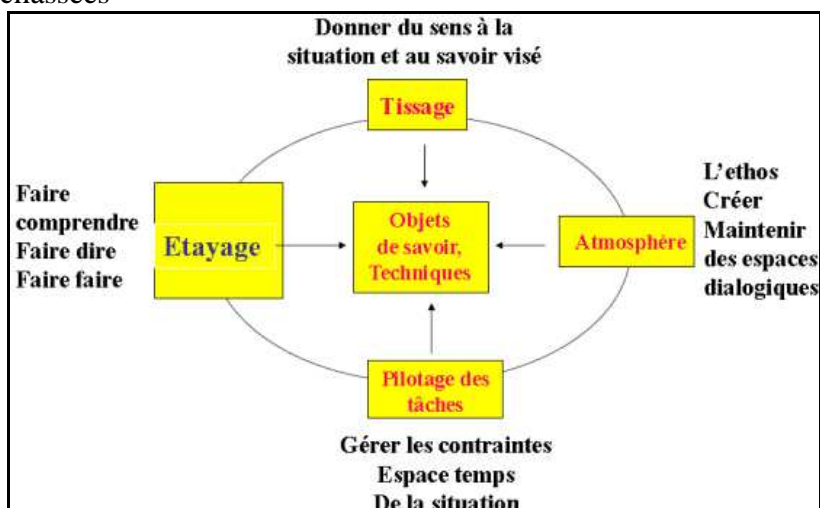 enchassées
Donner du sens à la
situation et au savoir visé
Tissage
Faire
comprendre
Faire dire
Faire faire
Etayage
Objets
de savoir,
Techniques
Atmosphère
L'ethos
Créer
Maintenir
des espaces
dialogiques
Pilotage des
tâches
Gérer les contraintes
Espace temps
De la situation